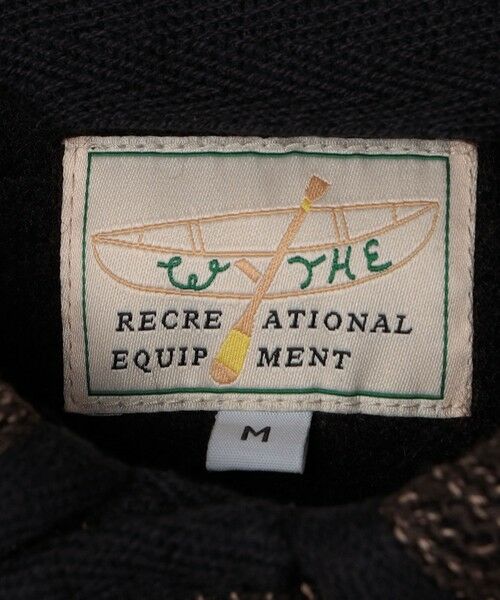 WYTHE
RECREATIONAL
EQUIPMENT
M